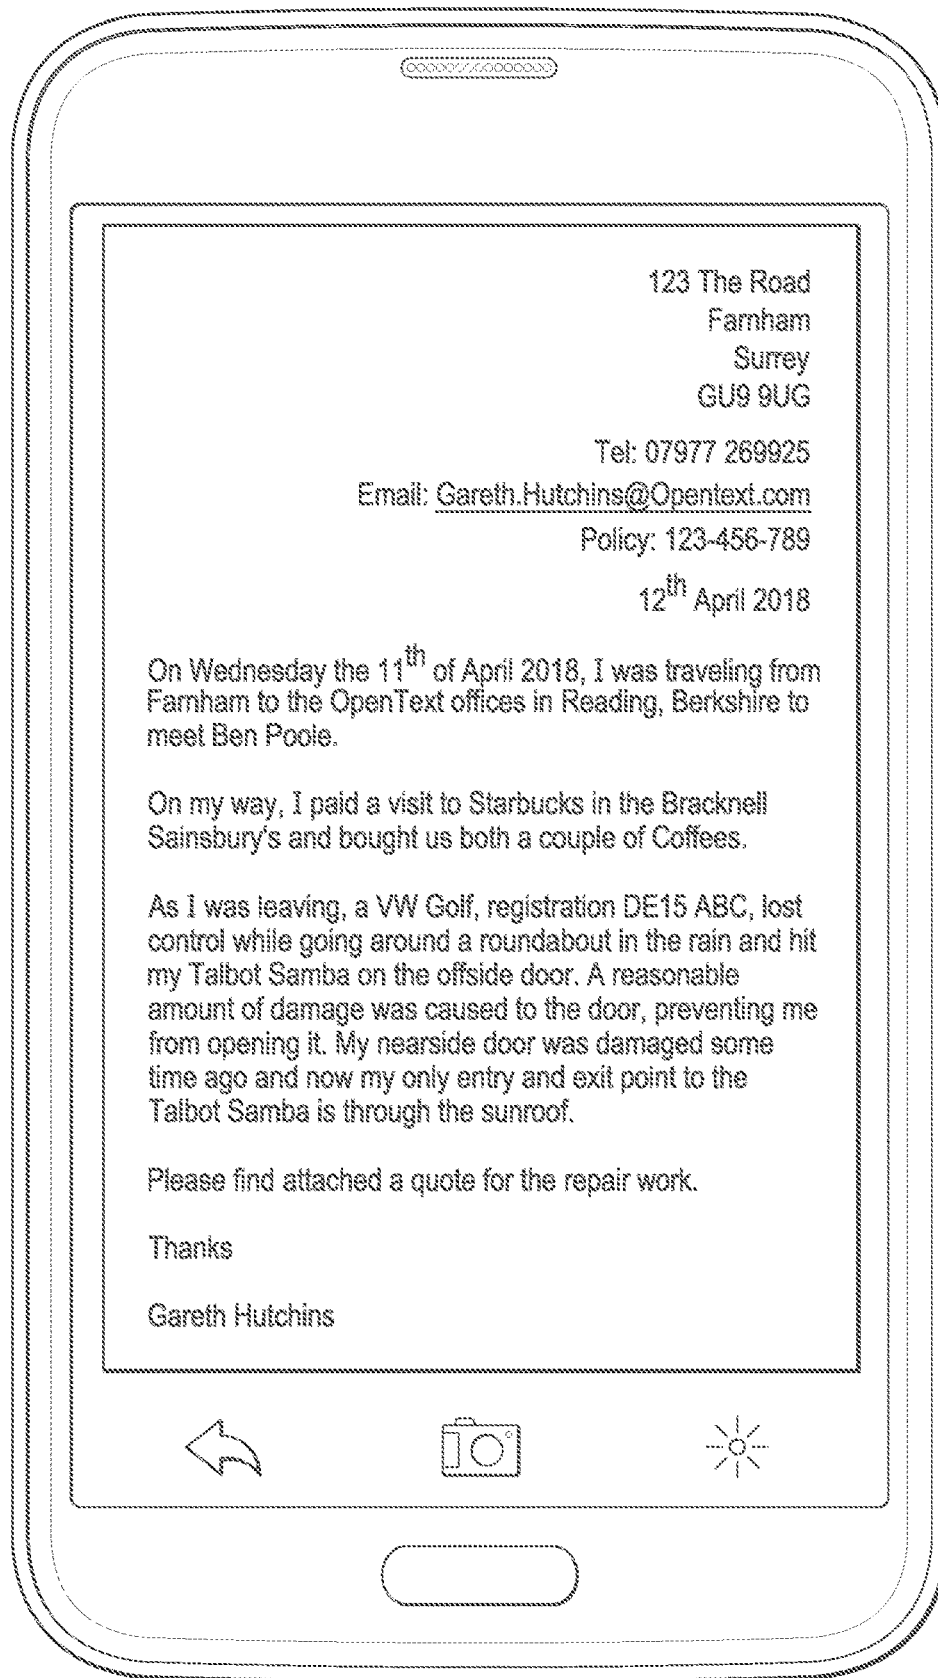 123 The Road
Farnham
Surrey
GU9 9UG
Tel: 07977 269925
Email: Gareth.Hutchins@Opentext.com
Policy: 123-456-789
12th April 2018
On Wednesday the 11th of April 2018, I was traveling from
Farnham to the OpenText offices in Reading, Berkshire to
meet Ben Poole.
On my way, I paid a visit to Starbucks in the Bracknell
Sainsbury's and bought us both a couple of Coffees.
As I was leaving, a VW Golf, registration DE15 ABC, lost
control while going around a roundabout in the rain and hit
my Talbot Samba on the offside door. A reasonable
amount of damage was caused to the door, preventing me
from opening it. My nearside door was damaged some
time ago and now my only entry and exit point to the
Talbot Samba is through the sunroof.
Please find attached a quote for the repair work.
Thanks
Gareth Hutchins